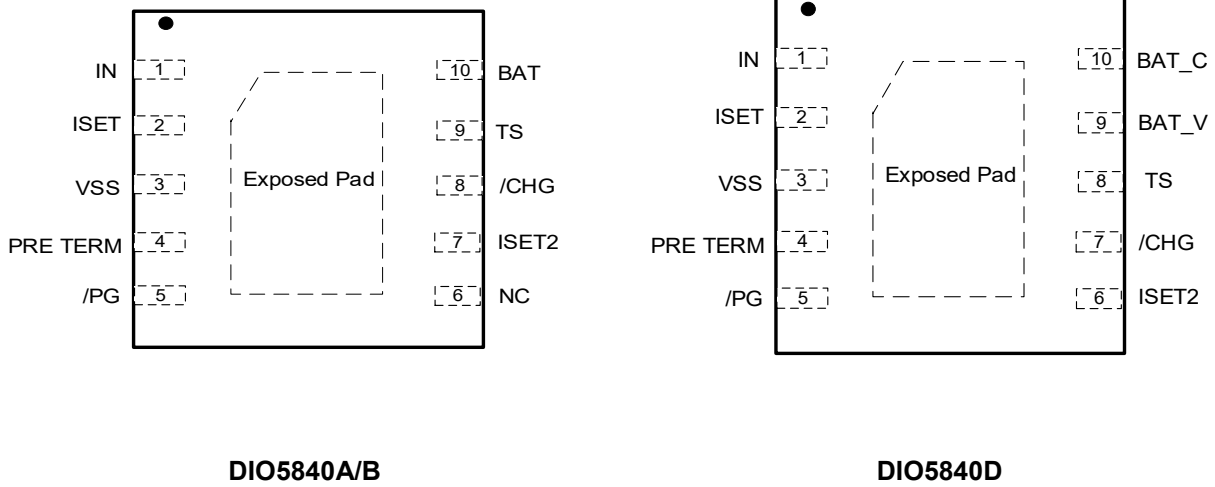 IN 1
ISET 2
VSS 3
PRE TERM 4
/PG 5
Exposed Pad
10 BAT
9 TS
8 /CHG
7 ISET2
6 NC
DIO5840A/B
IN 1
ISET 2
VSS 3
PRE TERM 4
/PG 5
Exposed Pad
10 BAT_C
9 BAT_V
8 TS
7 /CHG
6 ISET2
DIO5840D